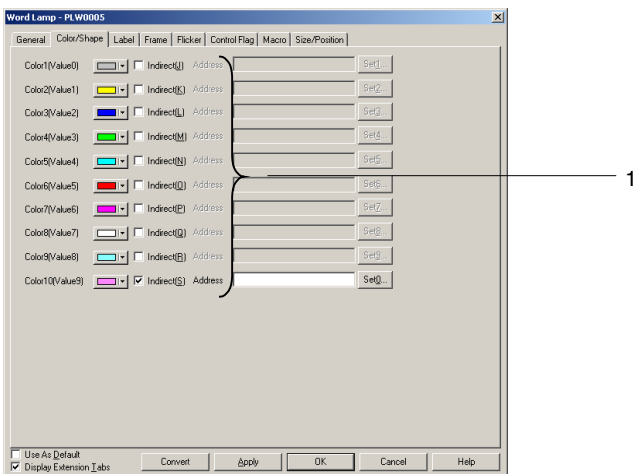 Word Lamp - PLW0005
General Color/Shape Label Frame Flicker Control Flag Macro Size/Position
Color1(Value0) Indirect(J) Address Set1...
Color2(Value1) Indirect(K) Address Set2...
Color3(Value2) Indirect(L) Address Set3...
Color4(Value3) Indirect(M) Address Set4...
Color5(Value4) Indirect(N) Address Set5...
Color6(Value5) Indirect(O) Address Set6...
Color7(Value6) Indirect(P) Address Set7...
Color8(Value7) Indirect(Q) Address Set8...
Color9(Value8) Indirect(R) Address Set9...
Color10(Value9) Indirect(S) Address Set0...
1
Use As Default
Display Extension Tabs Convert Apply OK Cancel Help